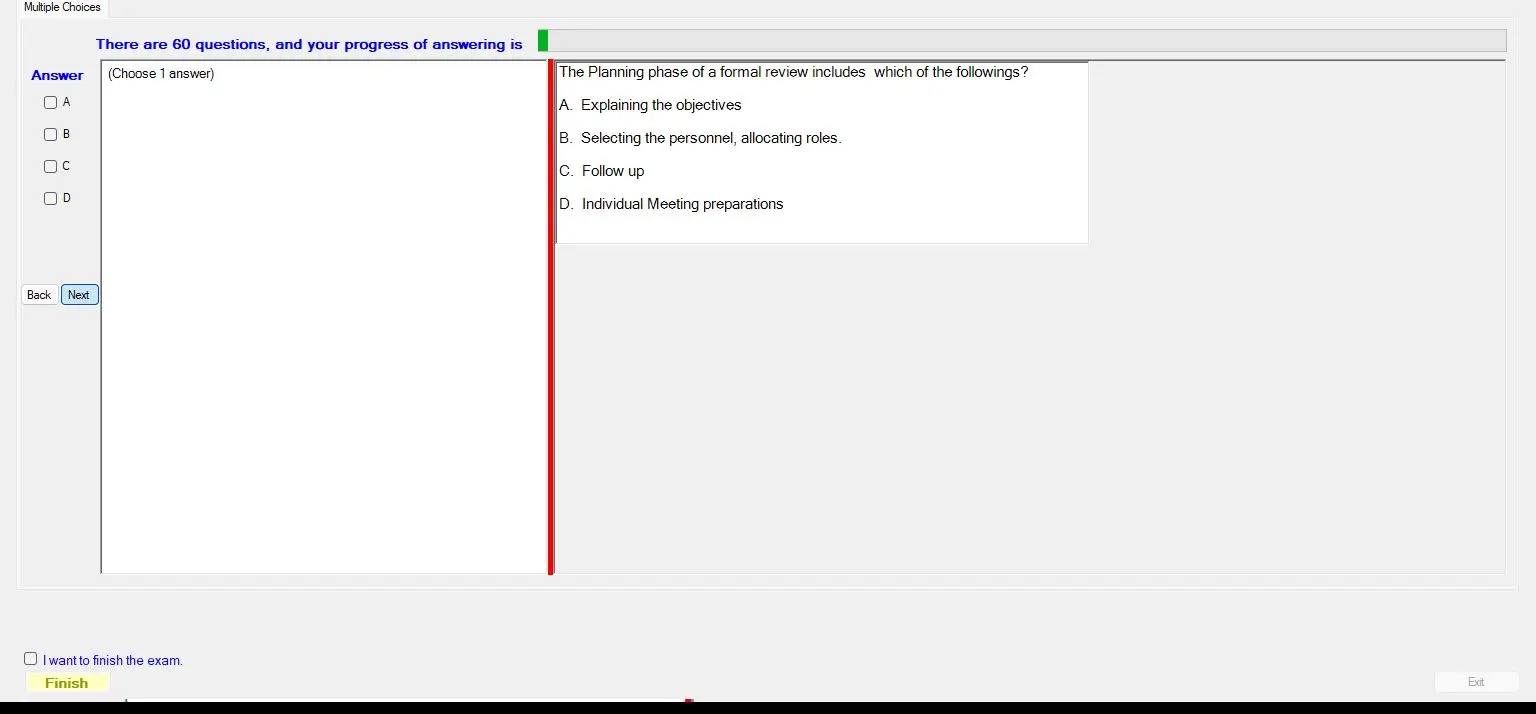 Multiple Choices
There are 60 questions, and your progress of answering is
Answer
(Choose 1 answer)
A
B
C
D
Back Next
The Planning phase of a formal review includes  which of the followings?
A.  Explaining the objectives
B.  Selecting the personnel, allocating roles.
C.  Follow up
D.  Individual Meeting preparations
I want to finish the exam.
Finish
Exit